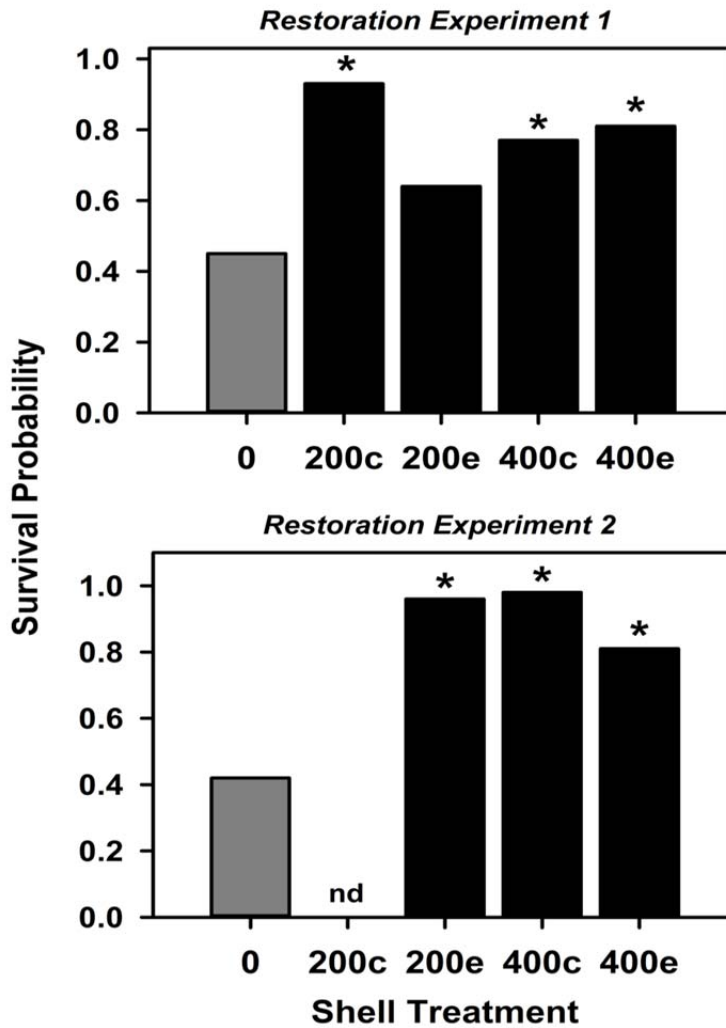 Restoration Experiment 1
1.0
0.8
0.6
0.4
0.2
0.0
* * * *
0 200c 200e 400c 400e
Survival Probability
Restoration Experiment 2
1.0
0.8
0.6
0.4
0.2
0.0
* * *
nd
0 200c 200e 400c 400e
Shell Treatment